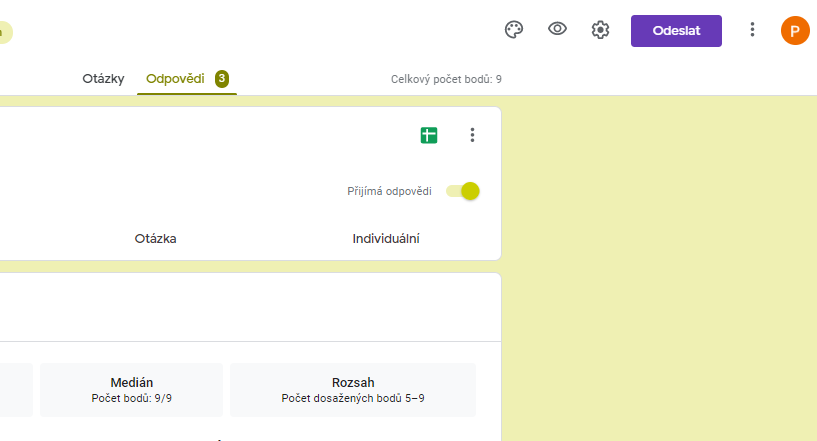 Odeslat
P
Otázky
Odpovědi 3
Celkový počet bodů: 9
Přijímá odpovědi
Otázka
Individuální
Medián
Počet bodů: 9/9
Rozsah
Počet dosažených bodů 5–9